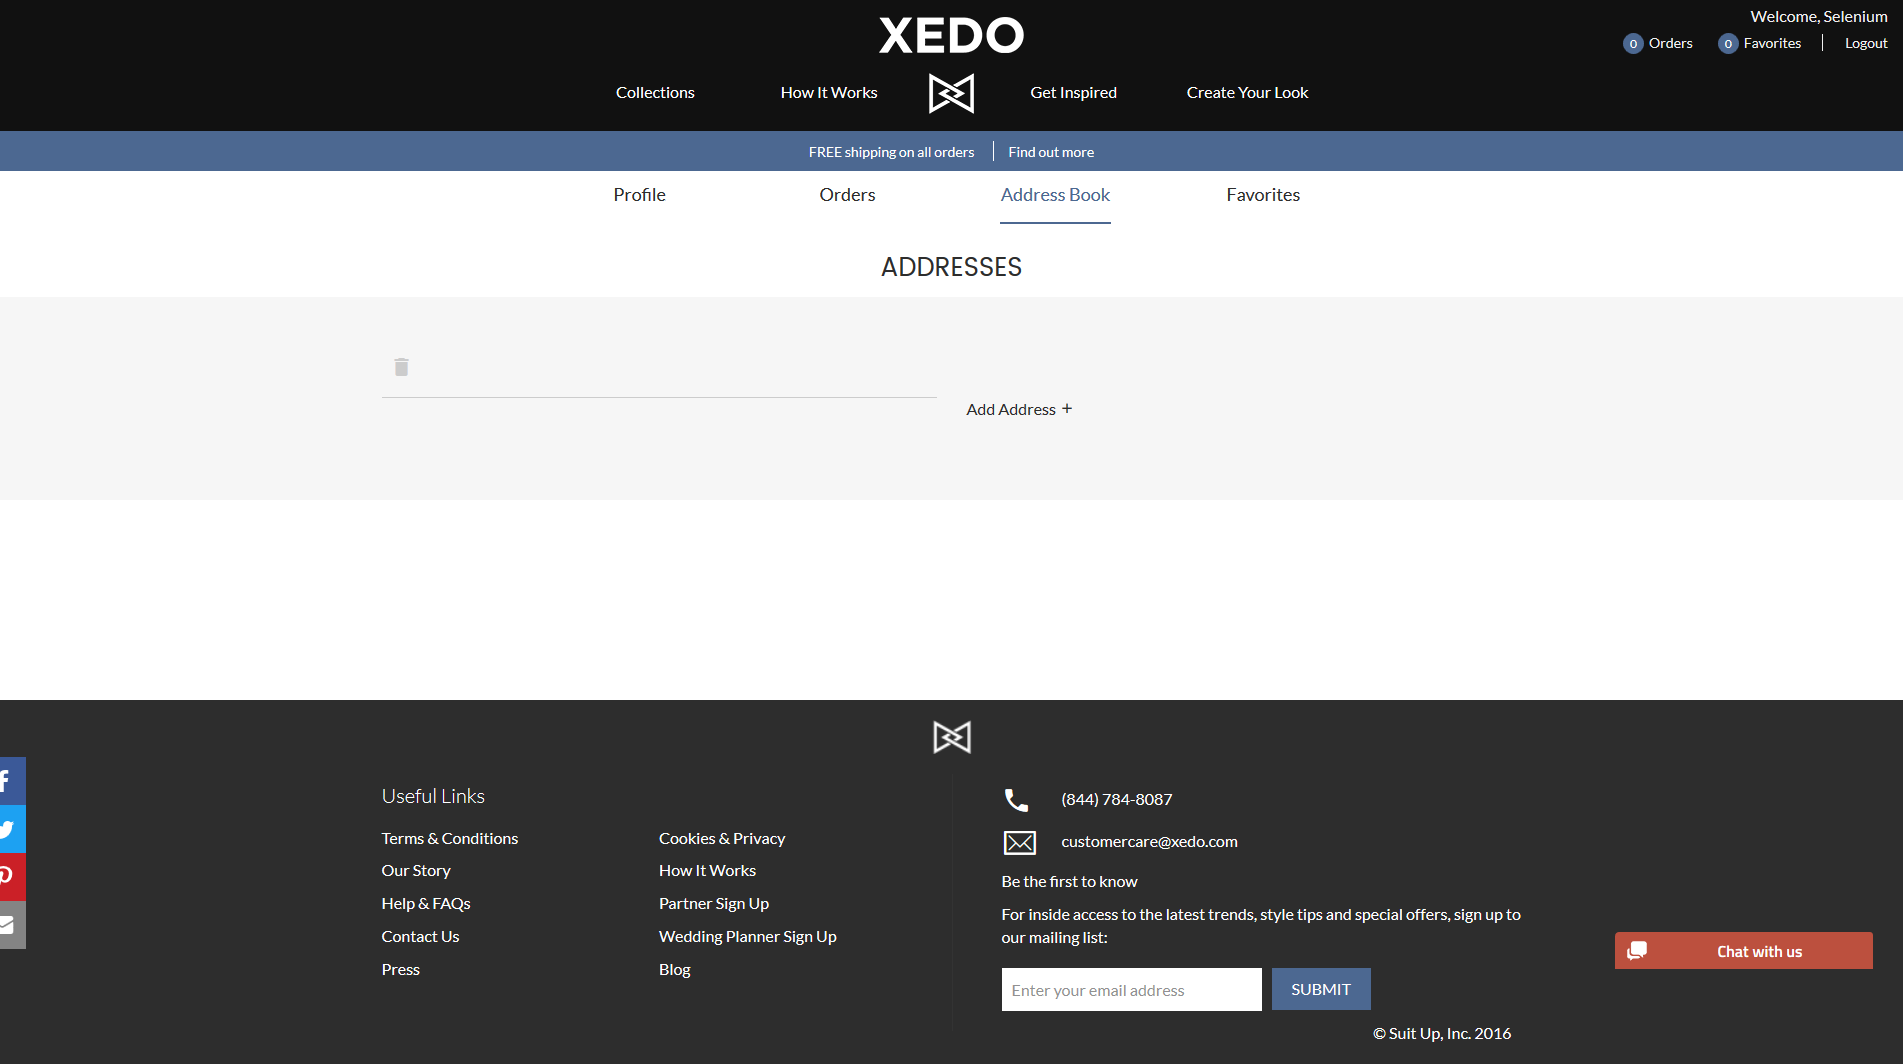 XEDO
Welcome, Selenium
0 Orders
0 Favorites
Logout
Collections
How It Works
Get Inspired
Create Your Look
FREE shipping on all orders
Find out more
Profile
Orders
Address Book
Favorites
ADDRESSES
Add Address +
Useful Links
Terms & Conditions
Our Story
Help & FAQs
Contact Us
Press
Cookies & Privacy
How It Works
Partner Sign Up
Wedding Planner Sign Up
Blog
(844) 784-8087
customercare@xedo.com
Be the first to know
For inside access to the latest trends, style tips and special offers, sign up to
our mailing list:
Enter your email address
SUBMIT
© Suit Up, Inc. 2016
Chat with us